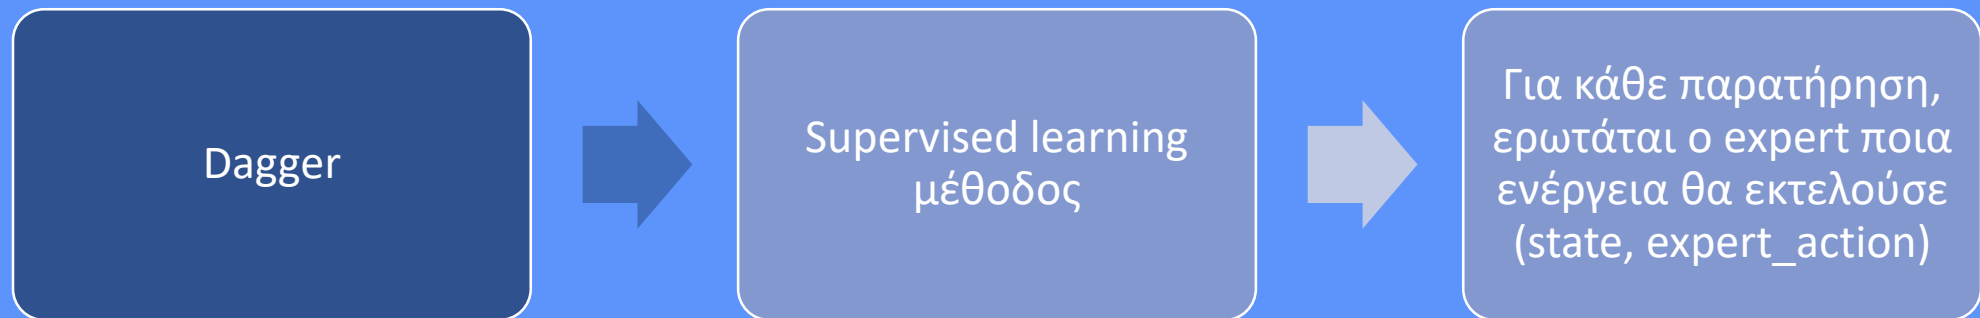 Dagger
Supervised learning
μέθοδος
Για κάθε παρατήρηση,
ερωτάται ο expert ποια
ενέργεια θα εκτελούσε
(state, expert_action)